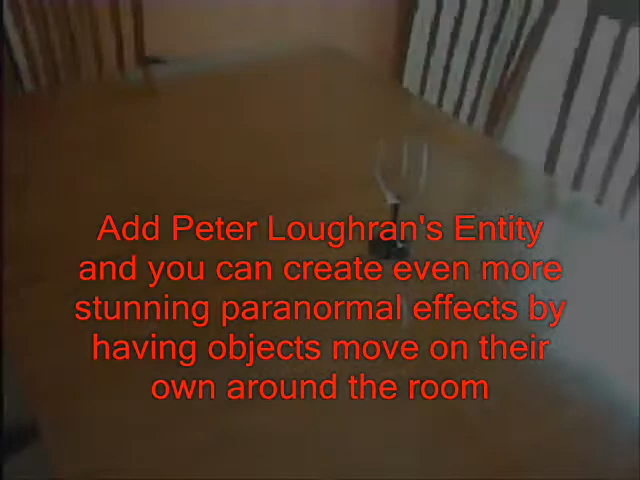 Add Peter Loughran's Entity
and you can create even more
stunning paranormal effects by
having objects move on their
own around the room